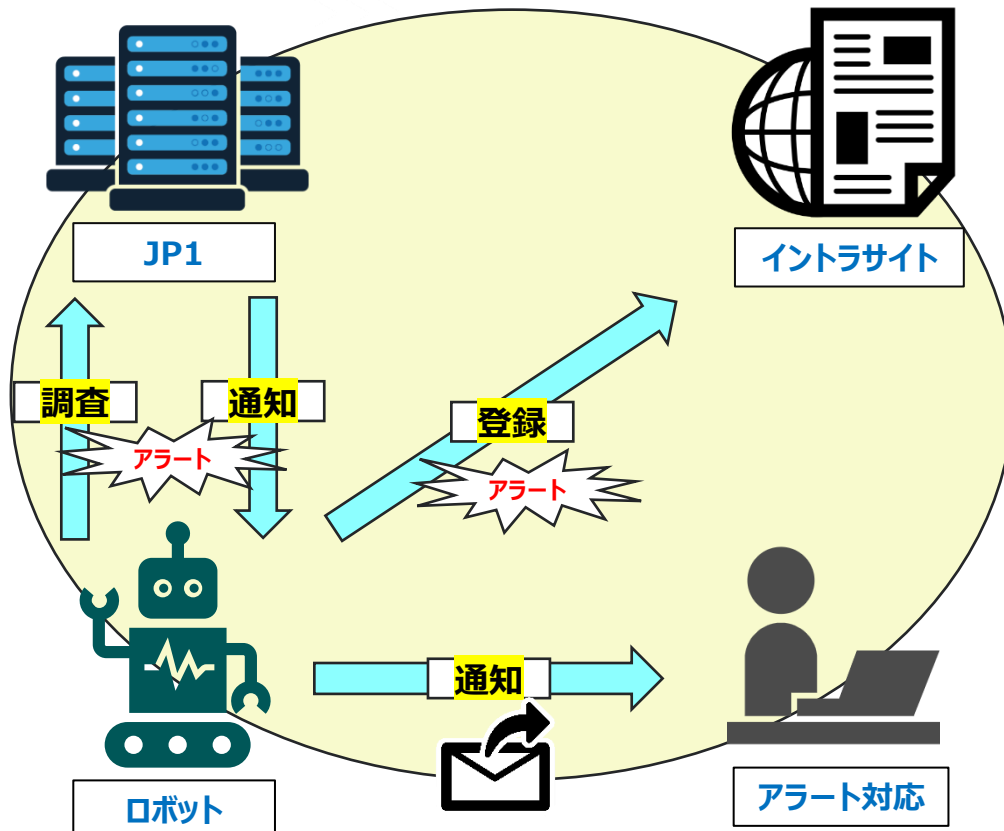 JP1
イントラサイト
調査
通知
登録
アラート
アラート
通知
ロボット
アラート対応